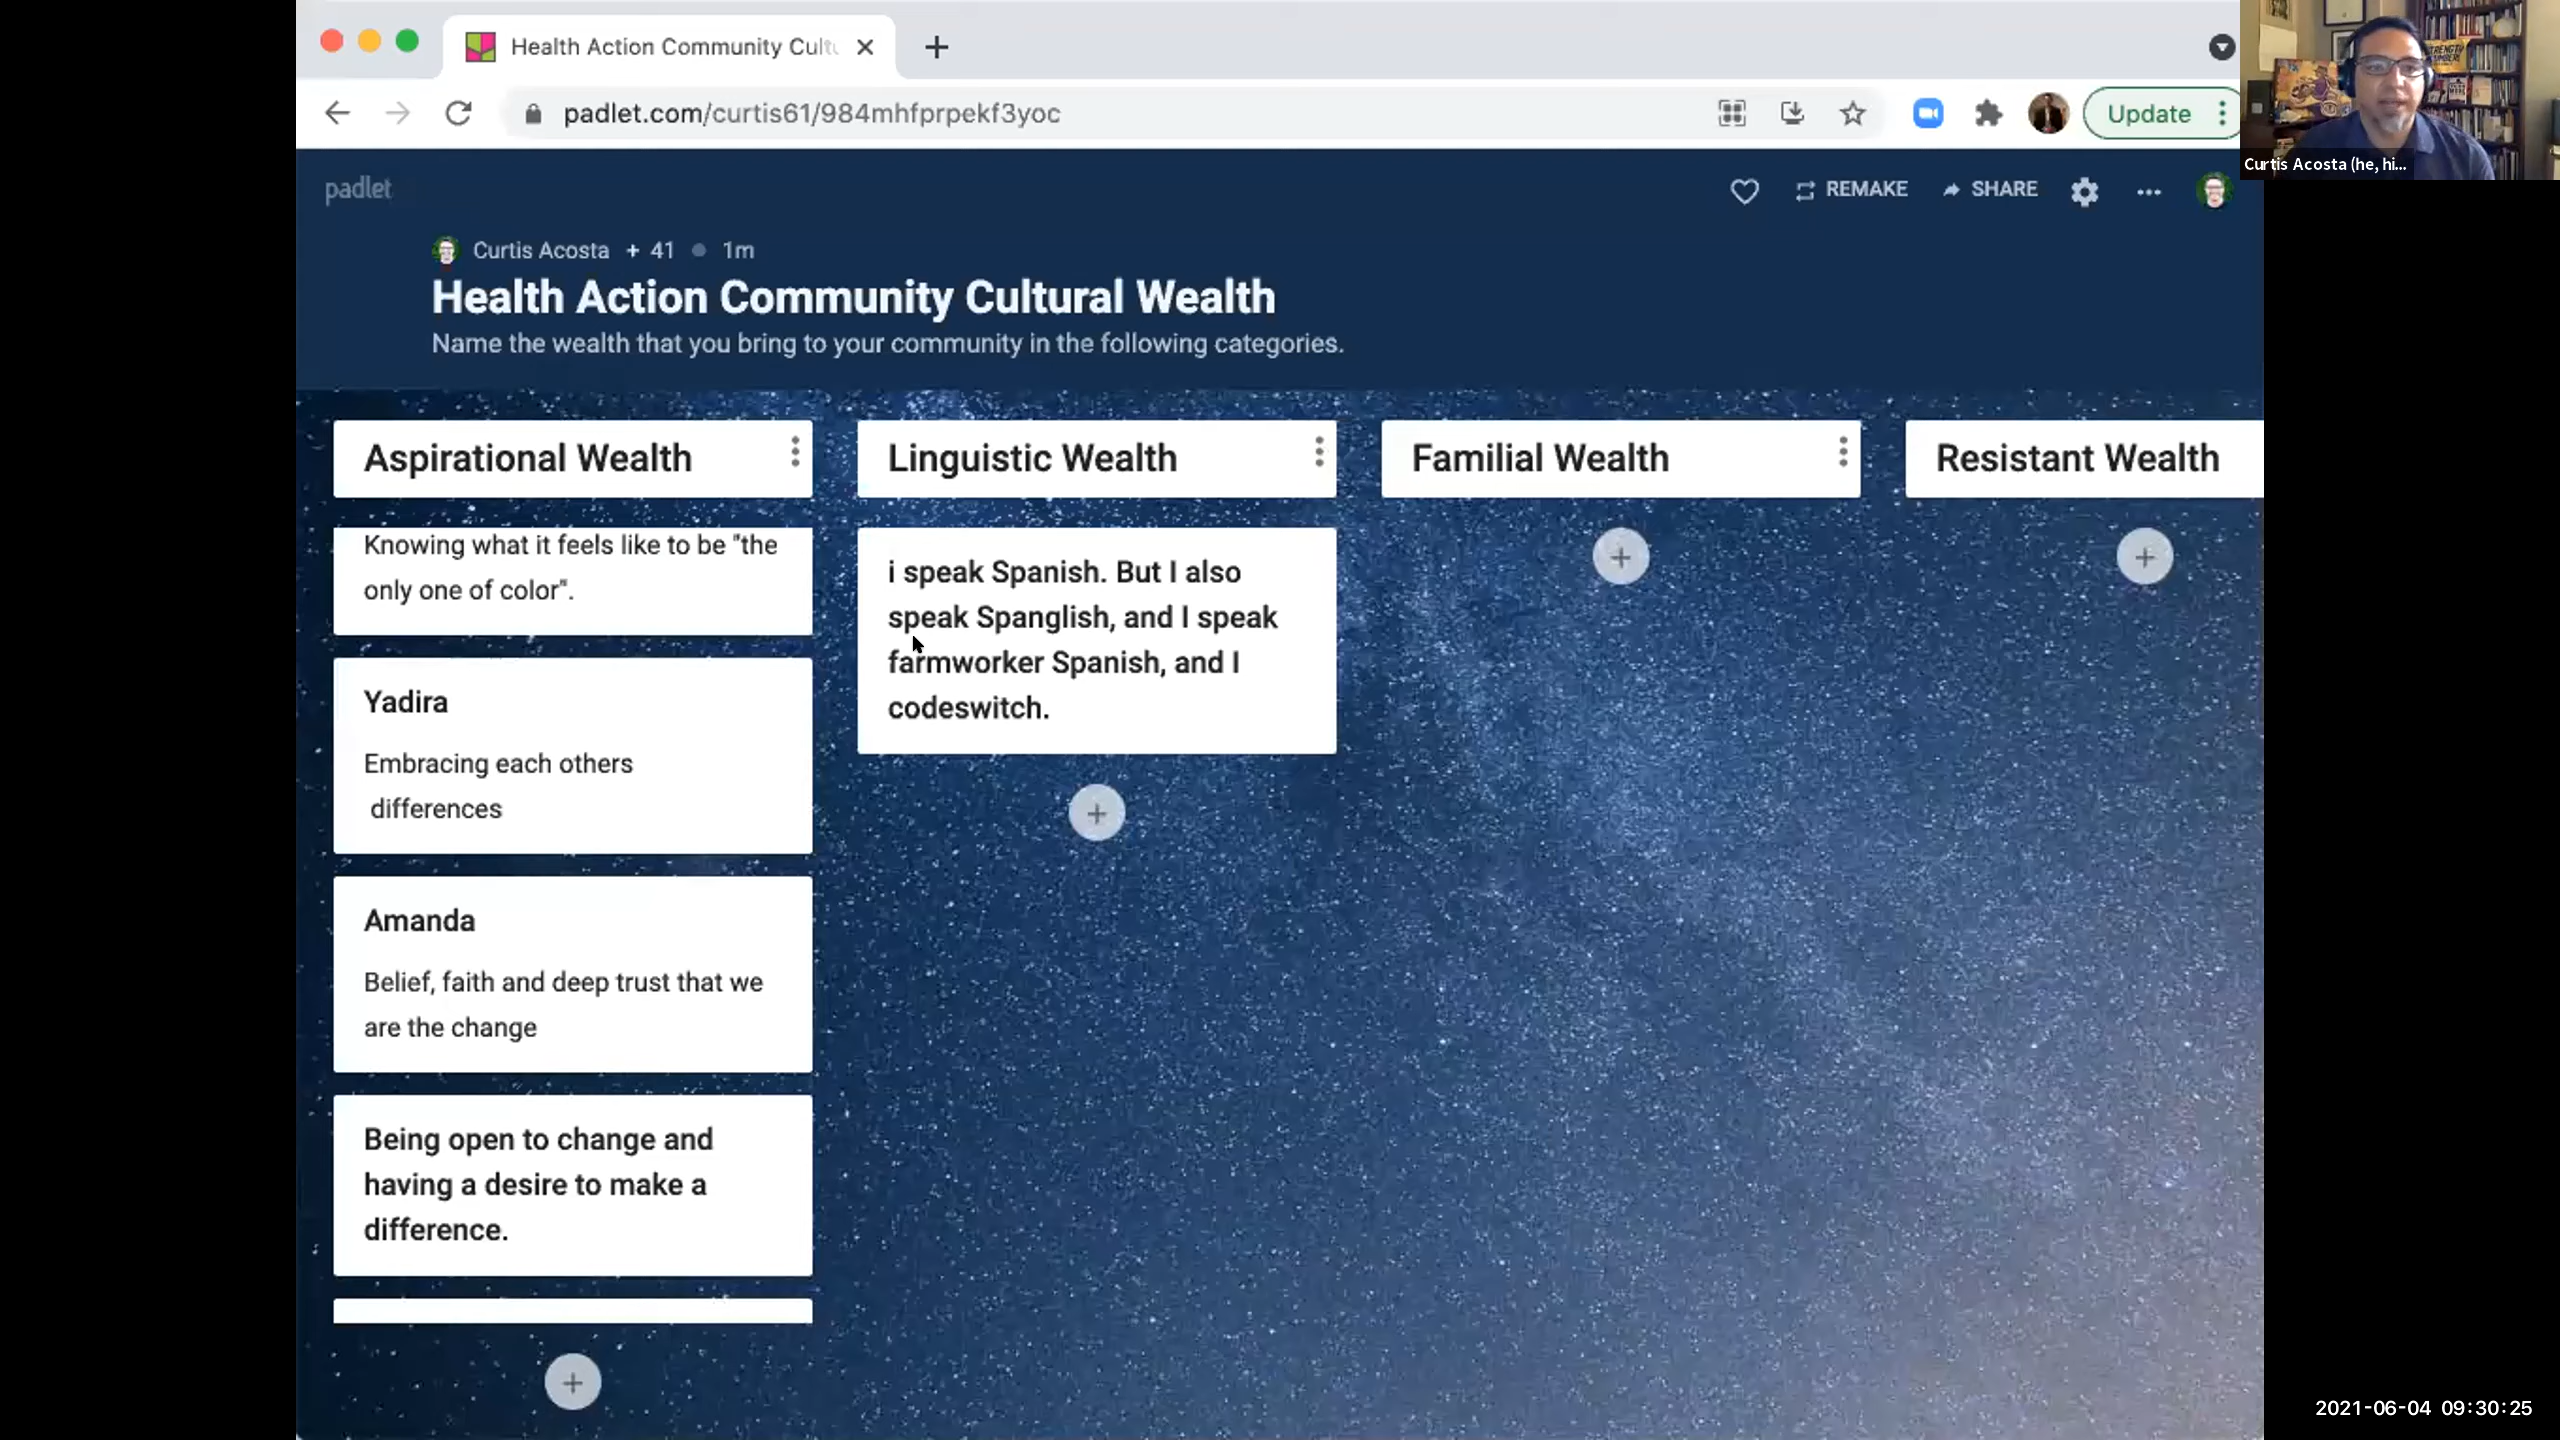 Health Action Community Cult
padlet.com/curtis61/984mhfprpekf3yoc
Update
Curtis Acosta (he, hi...
padlet
REMAKE
SHARE
Curtis Acosta + 41 1m
Health Action Community Cultural Wealth
Name the wealth that you bring to your community in the following categories.
Aspirational Wealth
Knowing what it feels like to be "the
only one of color".
Yadira
Embracing each others
differences
Amanda
Belief, faith and deep trust that we
are the change
Being open to change and
having a desire to make a
difference.
Linguistic Wealth
i speak Spanish. But I also
speak Spanglish, and I speak
farmworker Spanish, and I
codeswitch.
Familial Wealth
Resistant Wealth
2021-06-04 09:30:25